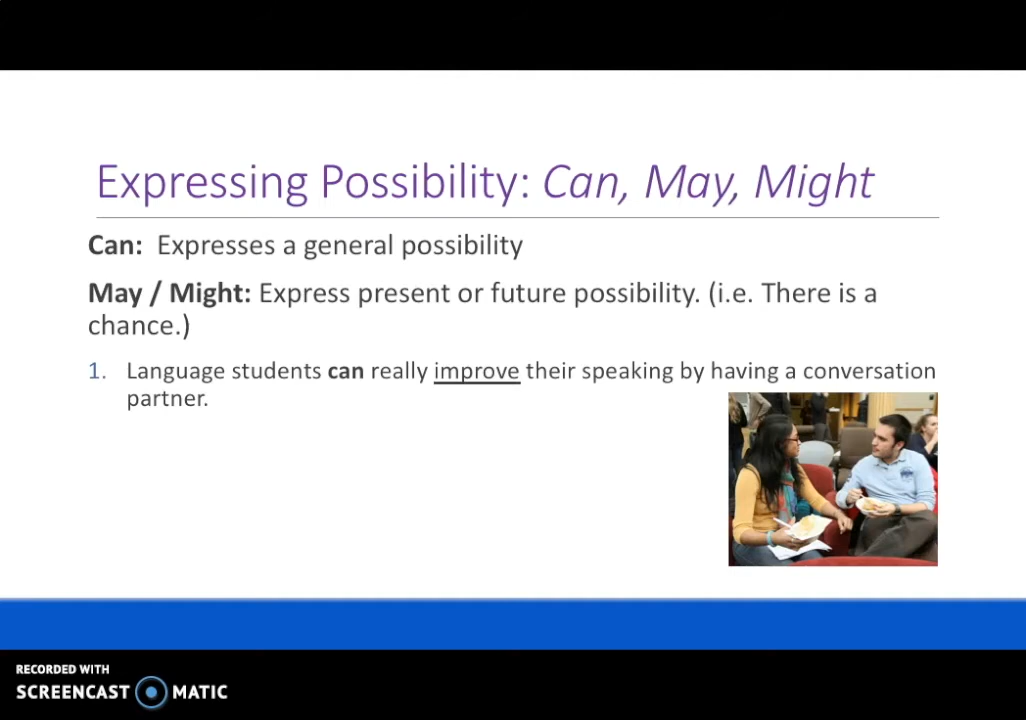 Expressing Possibility: Can, May, Might
Can: Expresses a general possibility
May / Might: Express present or future possibility. (i.e. There is a
chance.)
1. Language students can really improve their speaking by having a conversation
partner.
RECORDED WITH
SCREENCAST MATIC